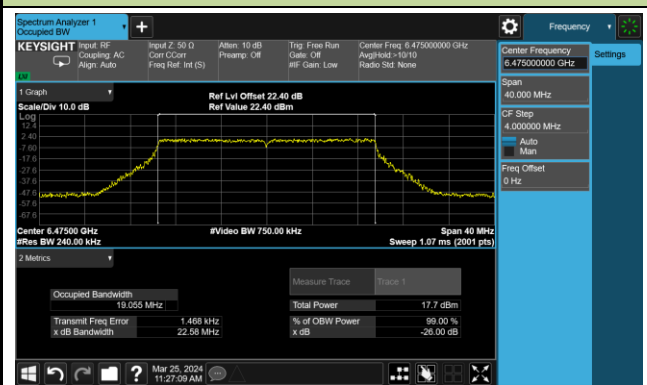 Spectrum Analyzer 1
Occupied BW
Frequency
KEYSIGHT
Input: RF
Coupling: AC
Align: Auto
Input Z: 50 Ω
Corr CCorr
Freq Ref: Int (S)
Atten: 10 dB
Preamp: Off
Trig: Free Run
Gate: Off
#IF Gain: Low
Center Freq: 6.475000000 GHz
Avg|Hold:>10/10
Radio Std: None
LVI
Center Frequency
6.475000000 GHz
Settings
Span
40.000 MHz
CF Step
4.000000 MHz
Auto
Man
Freq Offset
0 Hz
1 Graph
Scale/Div 10.0 dB
Ref Lvl Offset 22.40 dB
Ref Value 22.40 dBm
Log
12.4
2.40
-7.60
-17.6
-27.6
-37.6
-47.6
-57.6
-67.6
Center 6.47500 GHz
#Res BW 240.00 kHz
#Video BW 750.00 kHz
Span 40 MHz
Sweep 1.07 ms (2001 pts)
2 Metrics
Measure Trace
Trace 1
Occupied Bandwidth
19.055 MHz
Total Power
17.7 dBm
Transmit Freq Error
1.468 kHz
% of OBW Power
99.00 %
x dB Bandwidth
22.58 MHz
x dB
-26.00 dB
?
Mar 25, 2024
11:27:09 AM